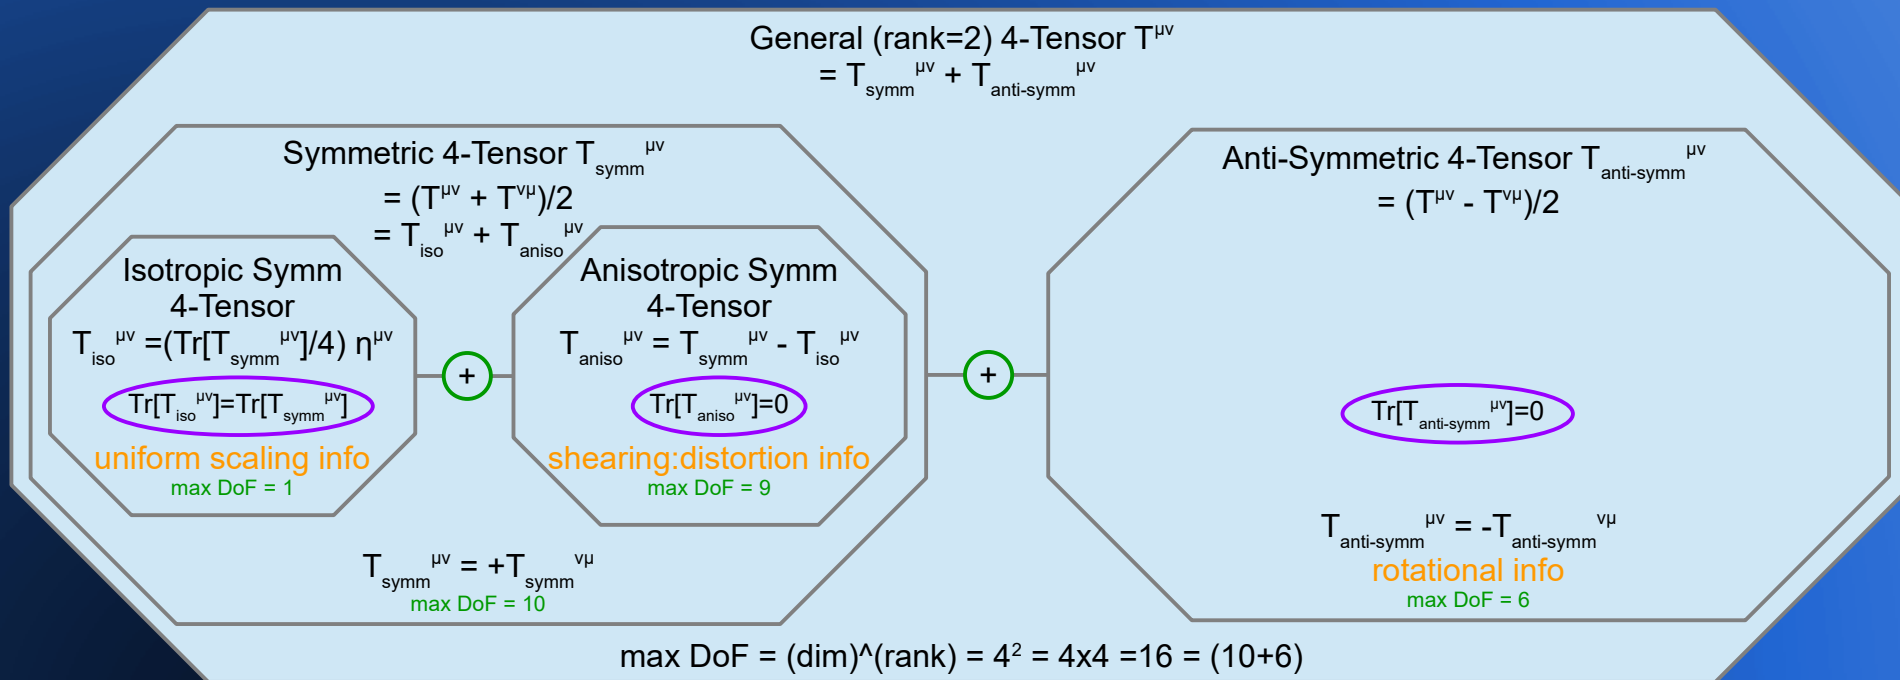 General (rank=2) 4-Tensor T^μν
= T_symm^μν + T_anti-symm^μν
Symmetric 4-Tensor T_symm^μν
= (T^μν + T^νμ)/2
= T_iso^μν + T_aniso^μν
Isotropic Symm
4-Tensor
T_iso^μν =(Tr[T_symm^μν]/4) η^μν
Tr[T_iso^μν]=Tr[T_symm^μν]
uniform scaling info
max DoF = 1
+
Anisotropic Symm
4-Tensor
T_aniso^μν = T_symm^μν - T_iso^μν
Tr[T_aniso^μν]=0
shearing:distortion info
max DoF = 9
T_symm^μν = +T_symm^νμ
max DoF = 10
+
Anti-Symmetric 4-Tensor T_anti-symm^μν
= (T^μν - T^νμ)/2
Tr[T_anti-symm^μν]=0
T_anti-symm^μν = -T_anti-symm^νμ
rotational info
max DoF = 6
max DoF = (dim)^(rank) = 4² = 4x4 =16 = (10+6)